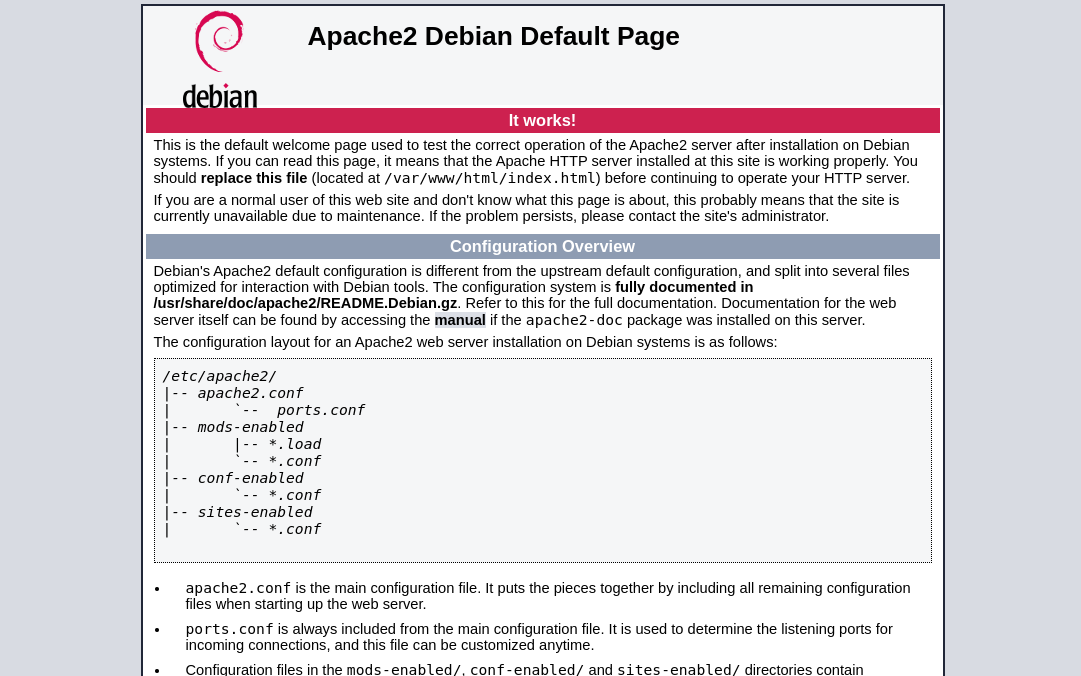 debian
Apache2 Debian Default Page
It works!
This is the default welcome page used to test the correct operation of the Apache2 server after installation on Debian
systems. If you can read this page, it means that the Apache HTTP server installed at this site is working properly. You
should replace this file (located at /var/www/html/index.html) before continuing to operate your HTTP server.
If you are a normal user of this web site and don't know what this page is about, this probably means that the site is
currently unavailable due to maintenance. If the problem persists, please contact the site's administrator.
Configuration Overview
Debian's Apache2 default configuration is different from the upstream default configuration, and split into several files
optimized for interaction with Debian tools. The configuration system is fully documented in
/usr/share/doc/apache2/README.Debian.gz. Refer to this for the full documentation. Documentation for the web
server itself can be found by accessing the manual if the apache2-doc package was installed on this server.
The configuration layout for an Apache2 web server installation on Debian systems is as follows:
/etc/apache2/
|-- apache2.conf
|       `--  ports.conf
|-- mods-enabled
|       |-- *.load
|       `-- *.conf
|-- conf-enabled
|       `-- *.conf
|-- sites-enabled
|       `-- *.conf
• apache2.conf is the main configuration file. It puts the pieces together by including all remaining configuration
files when starting up the web server.
• ports.conf is always included from the main configuration file. It is used to determine the listening ports for
incoming connections, and this file can be customized anytime.
• Configuration files in the mods-enabled/, conf-enabled/ and sites-enabled/ directories contain